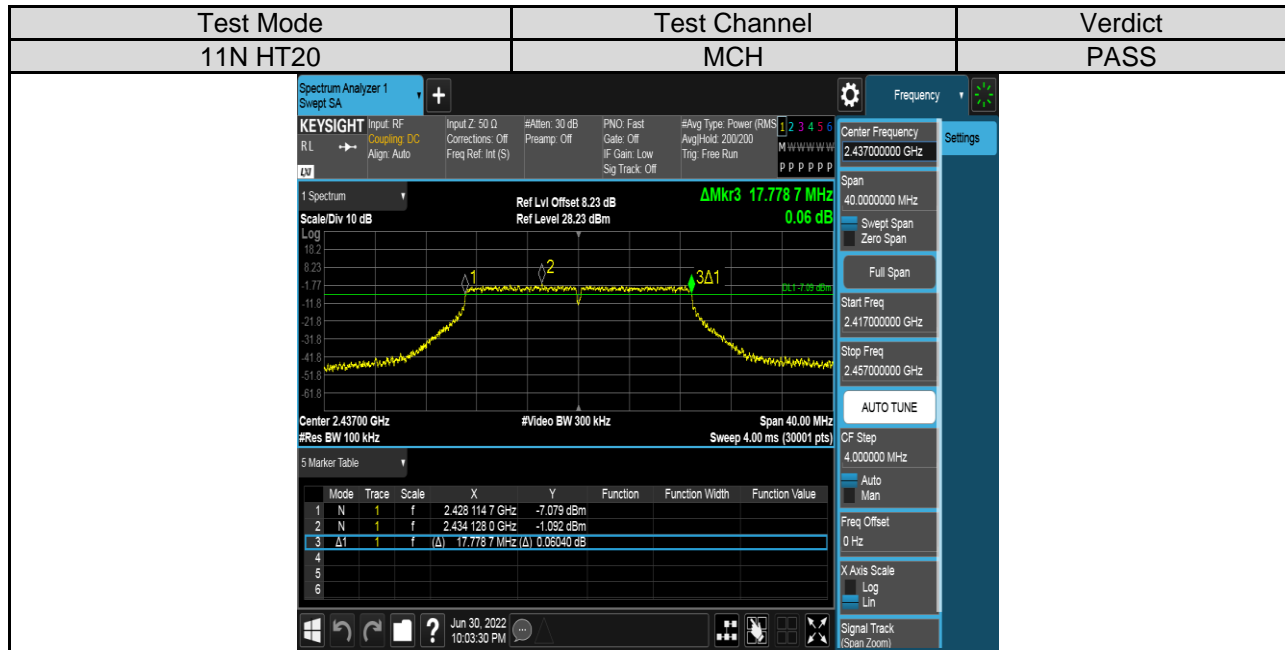 Test Mode Test Channel Verdict
11N HT20 MCH PASS
Spectrum Analyzer 1
Swept SA
+
Frequency
KEYSIGHT Input: RF Input Z: 50 Ω #Atten: 30 dB PNO: Fast #Avg Type: Power (RMS 1 2 3 4 5 6
RL Coupling: DC Corrections: Off Preamp: Off Gate: Off Avg|Hold: 200/200 M W W W W W
Align: Auto Freq Ref: Int (S) IF Gain: Low Trig: Free Run
LXI Sig Track: Off P P P P P P
1 Spectrum
Ref Lvl Offset 8.23 dB ΔMkr3 17.778 7 MHz
Scale/Div 10 dB Ref Level 28.23 dBm 0.06 dB
Log
18.2
8.23
-1.77
-11.8
-21.8
-31.8
-41.8
-51.8
-61.8
1
2
3Δ1
DL1 -7.09 dBm
Center 2.43700 GHz #Video BW 300 kHz Span 40.00 MHz
#Res BW 100 kHz Sweep 4.00 ms (30001 pts)
5 Marker Table
Mode Trace Scale X Y Function Function Width Function Value
1 N 1 f 2.428 114 7 GHz -7.079 dBm
2 N 1 f 2.434 128 0 GHz -1.092 dBm
3 Δ1 1 f (Δ) 17.778 7 MHz (Δ) 0.06040 dB
4
5
6
Jun 30, 2022
10:03:30 PM
?
Center Frequency
2.437000000 GHz
Settings
Span
40.0000000 MHz
Swept Span
Zero Span
Full Span
Start Freq
2.417000000 GHz
Stop Freq
2.457000000 GHz
AUTO TUNE
CF Step
4.000000 MHz
Auto
Man
Freq Offset
0 Hz
X Axis Scale
Log
Lin
Signal Track
(Span Zoom)